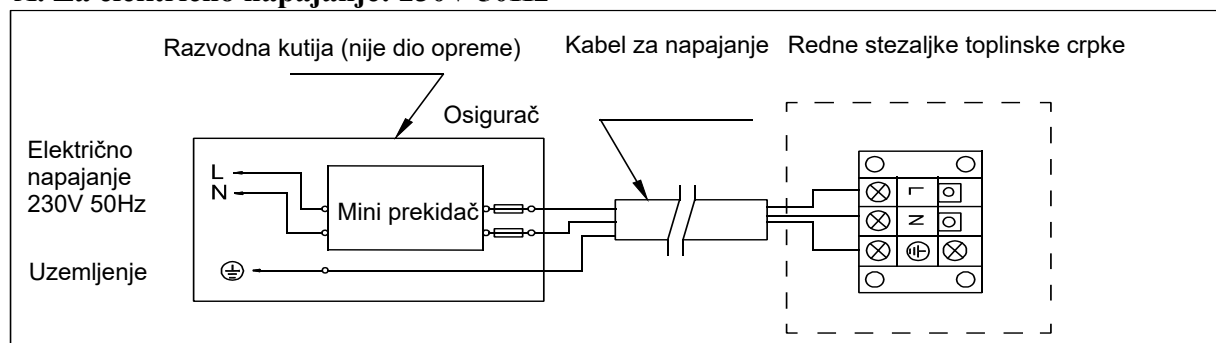 A. Za električno napajanje: 230V 50Hz
Razvodna kutija (nije dio opreme)
Kabel za napajanje
Redne stezaljke toplinske crpke
Osigurač
Električno
napajanje
230V 50Hz
L
N
Mini prekidač
Uzemljenje
L
N